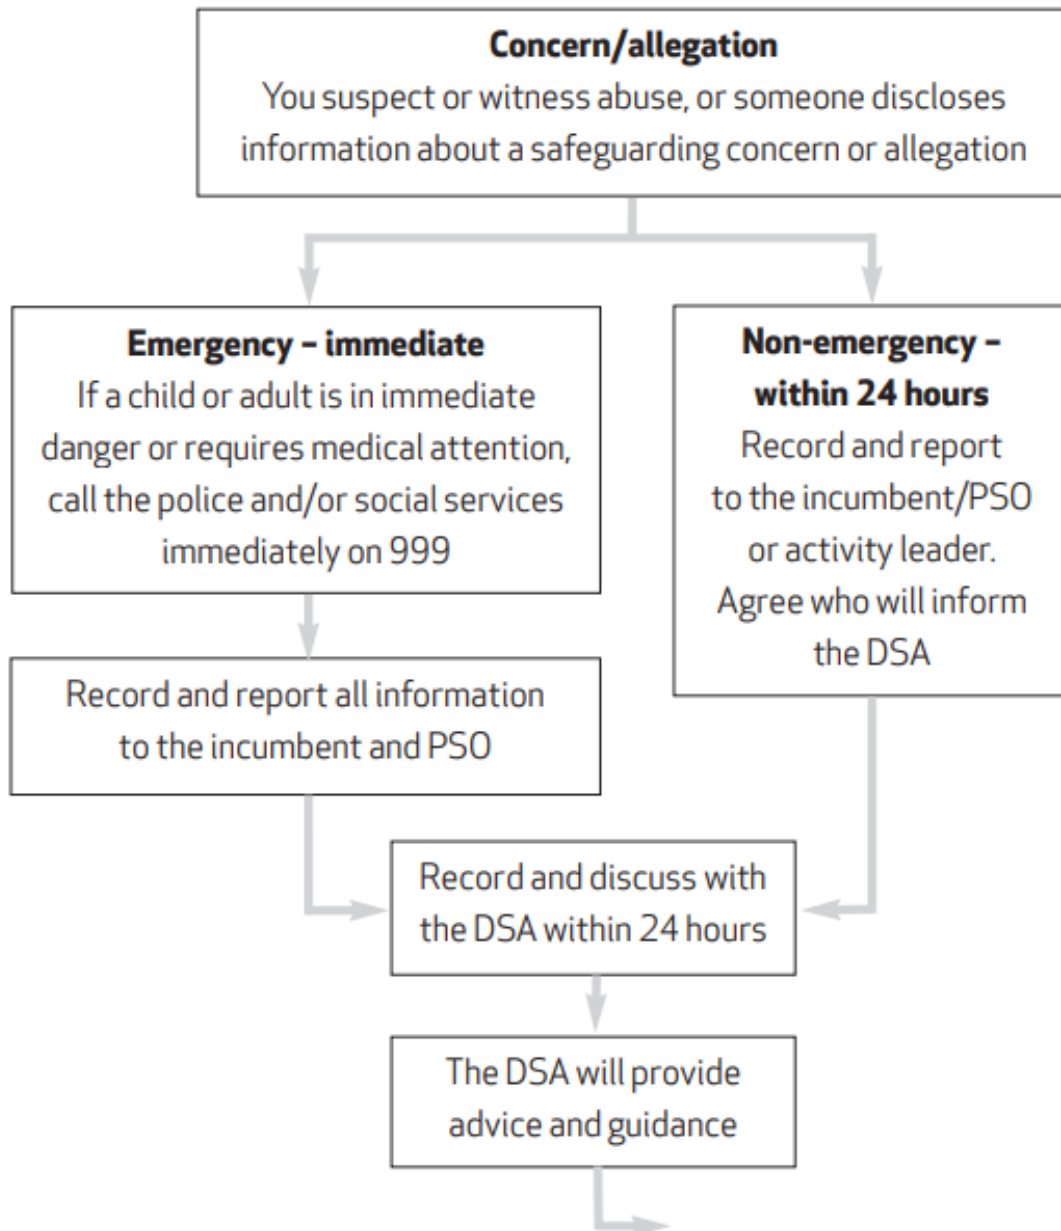 Concern/allegation
You suspect or witness abuse, or someone discloses
information about a safeguarding concern or allegation
Emergency – immediate
If a child or adult is in immediate
danger or requires medical attention,
call the police and/or social services
immediately on 999
Non-emergency –
within 24 hours
Record and report
to the incumbent/PSO
or activity leader.
Agree who will inform
the DSA
Record and report all information
to the incumbent and PSO
Record and discuss with
the DSA within 24 hours
The DSA will provide
advice and guidance